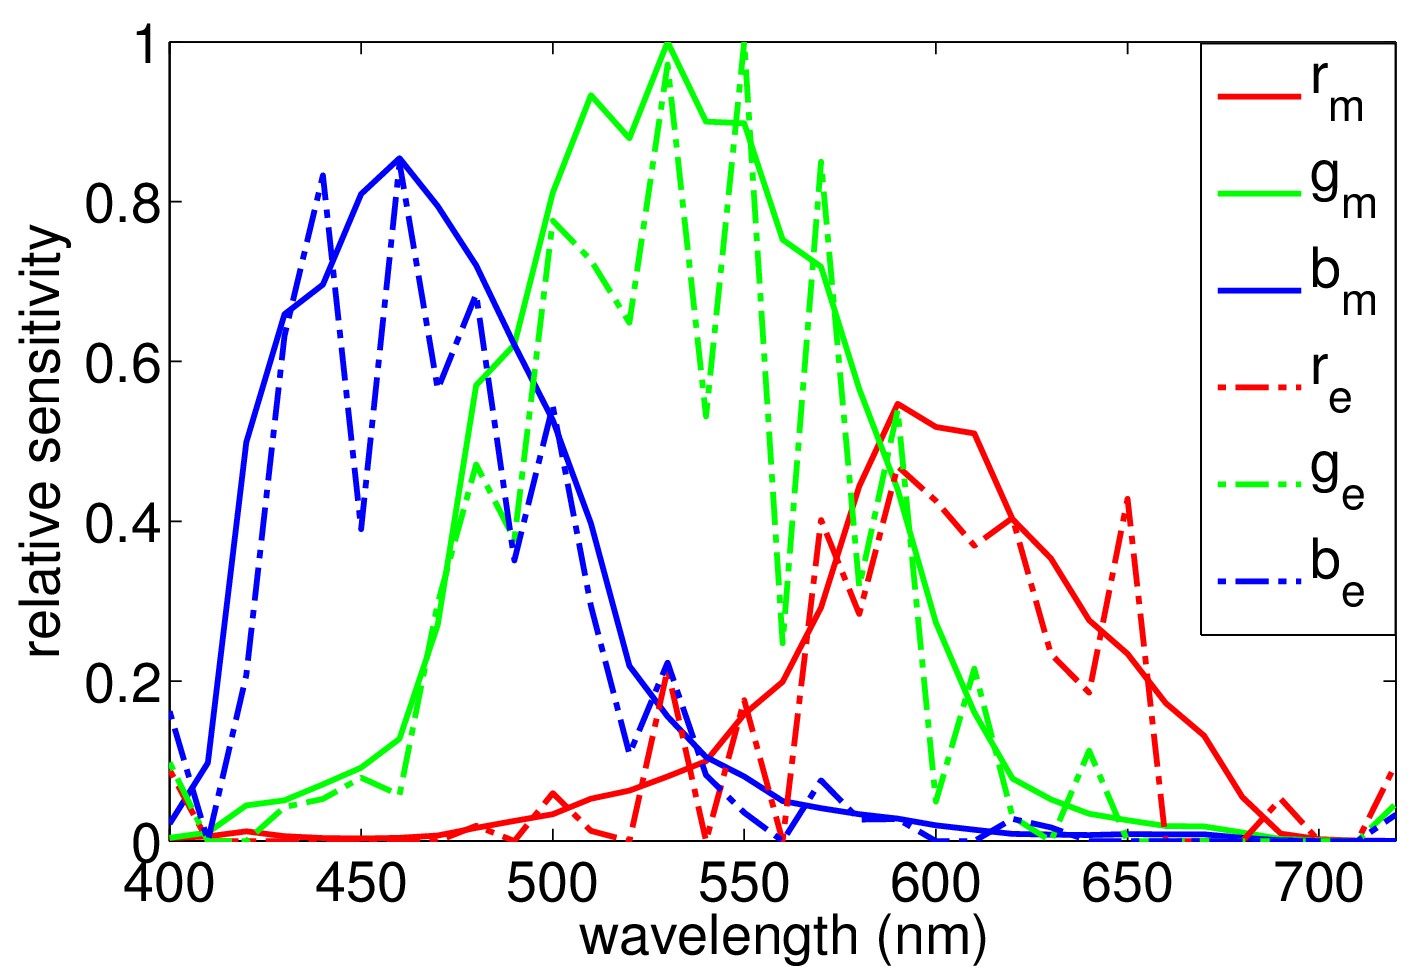 1
0.8
0.6
0.4
0.2
0
400 450 500 550 600 650 700
wavelength (nm)
relative sensitivity
r_m
g_m
b_m
r_e
g_e
b_e